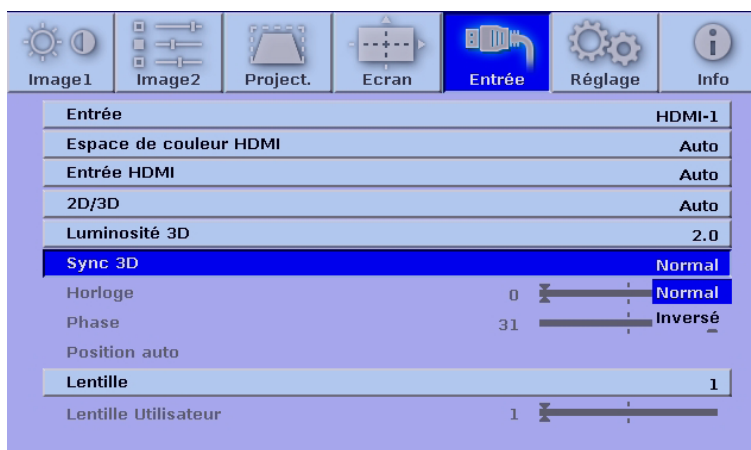 Image1 Image2 Project. Ecran Entrée Réglage Info
Entrée HDMI-1
Espace de couleur HDMI Auto
Entrée HDMI Auto
2D/3D Auto
Luminosité 3D 2.0
Sync 3D Normal
Horloge 0 Normal
Phase 31 Inversé
Position auto
Lentille 1
Lentille Utilisateur 1